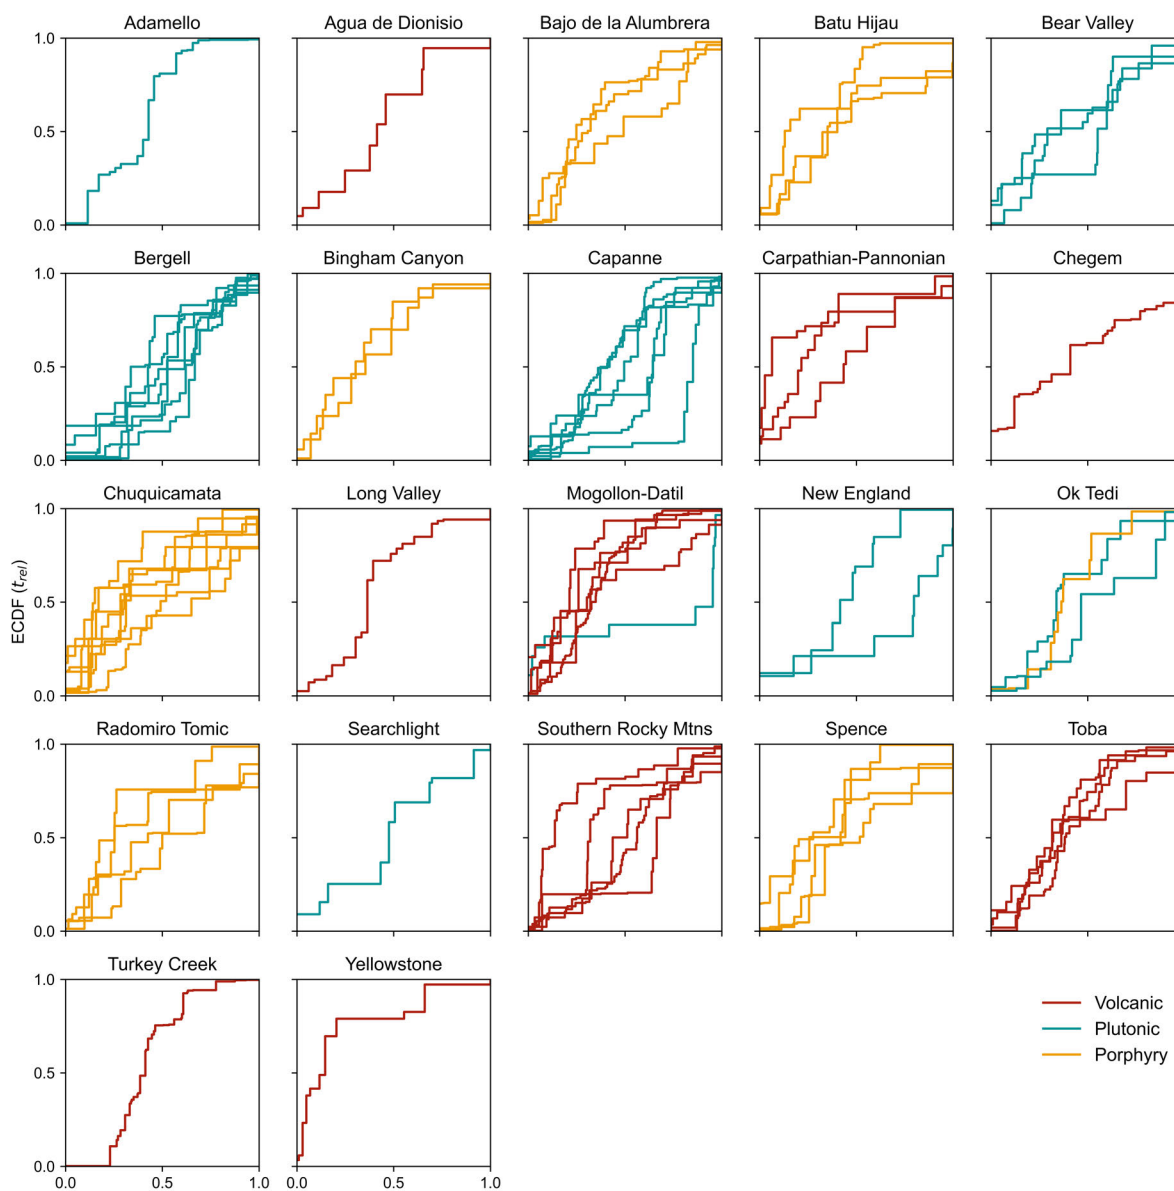 Adamello
Agua de Dionisio
Bajo de la Alumbrera
Batu Hijau
Bear Valley
1.0
0.5
0.0
Bergell
Bingham Canyon
Capanne
Carpathian-Pannonian
Chegem
1.0
0.5
0.0
Chuquicamata
Long Valley
Mogollon-Datil
New England
Ok Tedi
1.0
0.5
0.0
ECDF (t_rel)
Radomiro Tomic
Searchlight
Southern Rocky Mtns
Spence
Toba
1.0
0.5
0.0
Turkey Creek
Yellowstone
1.0
0.5
0.0
0.0 0.5 1.0
0.0 0.5 1.0
Volcanic
Plutonic
Porphyry